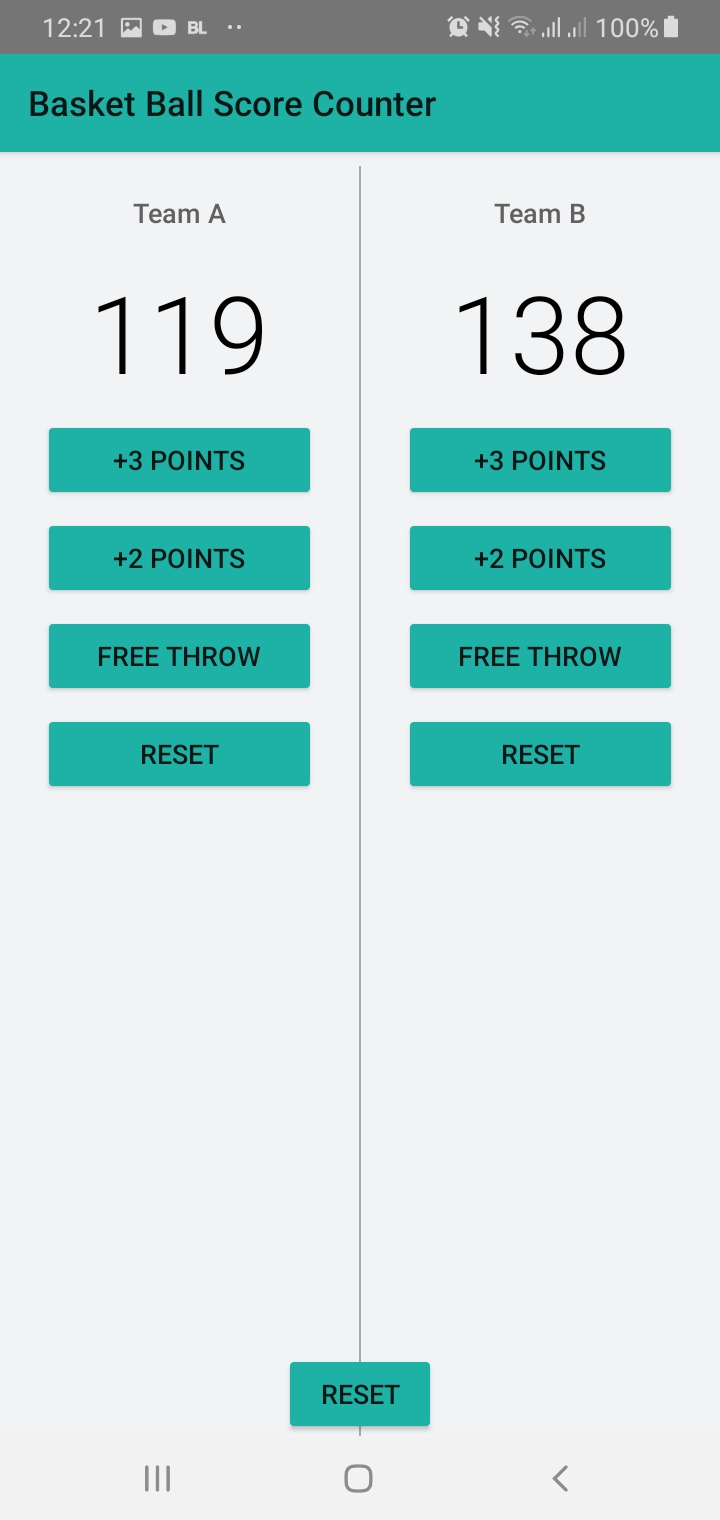 12:21 BL 100%
Basket Ball Score Counter
Team A
119
+3 POINTS
+2 POINTS
FREE THROW
RESET
Team B
138
+3 POINTS
+2 POINTS
FREE THROW
RESET
RESET